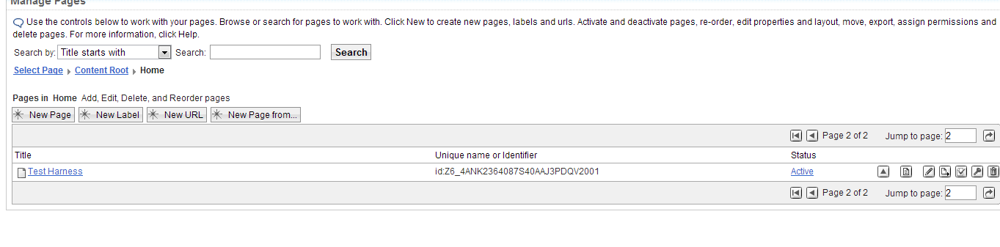 Manage Pages
Use the controls below to work with your pages. Browse or search for pages to work with. Click New to create new pages, labels and urls. Activate and deactivate pages, re-order, edit properties and layout, move, export, assign permissions and
delete pages. For more information, click Help.
Search by: Title starts with Search: Search
Select Page Content Root Home
Pages in Home Add, Edit, Delete, and Reorder pages
New Page New Label New URL New Page from...
Page 2 of 2 Jump to page: 2
Title Unique name or Identifier Status
Test Harness id:Z6_4ANK2364087S40AAJ3PDQV2001 Active
Page 2 of 2 Jump to page: 2